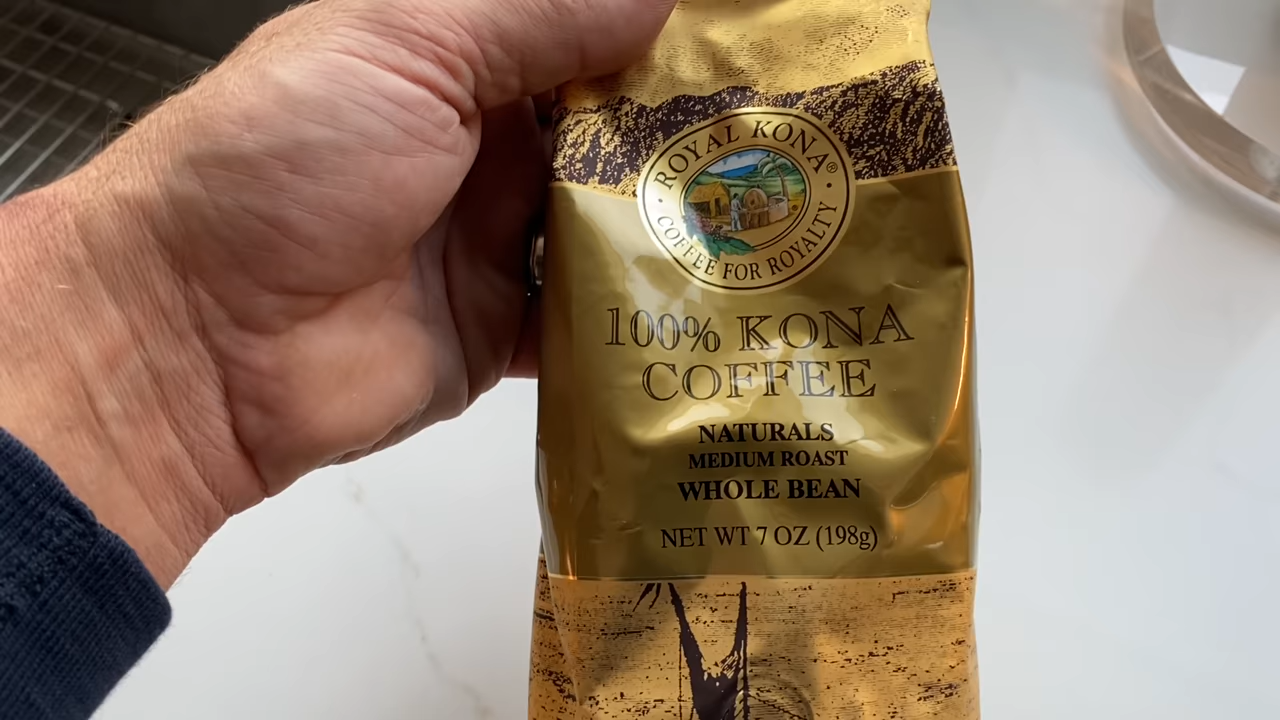 ROYAL KONA®
COFFEE FOR ROYALTY
100% KONA
COFFEE
NATURALS
MEDIUM ROAST
WHOLE BEAN
NET WT 7 OZ (198g)